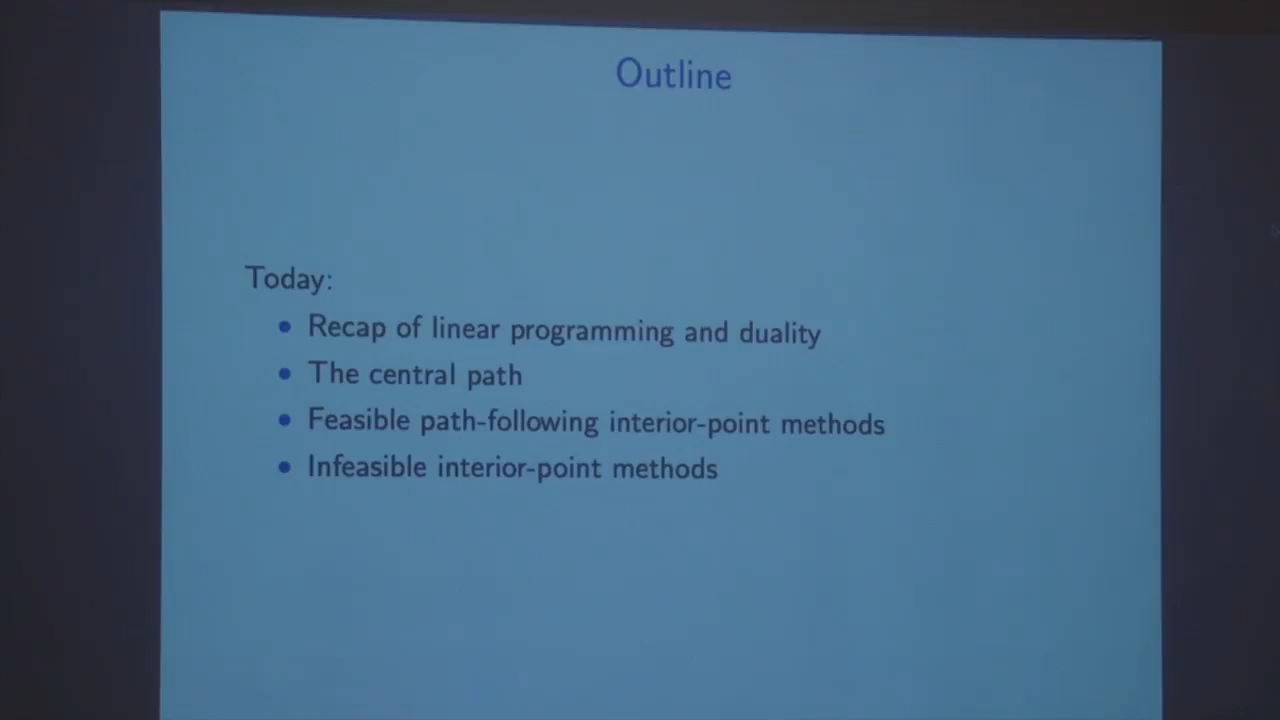 Outline
Today:
• Recap of linear programming and duality
• The central path
• Feasible path-following interior-point methods
• Infeasible interior-point methods